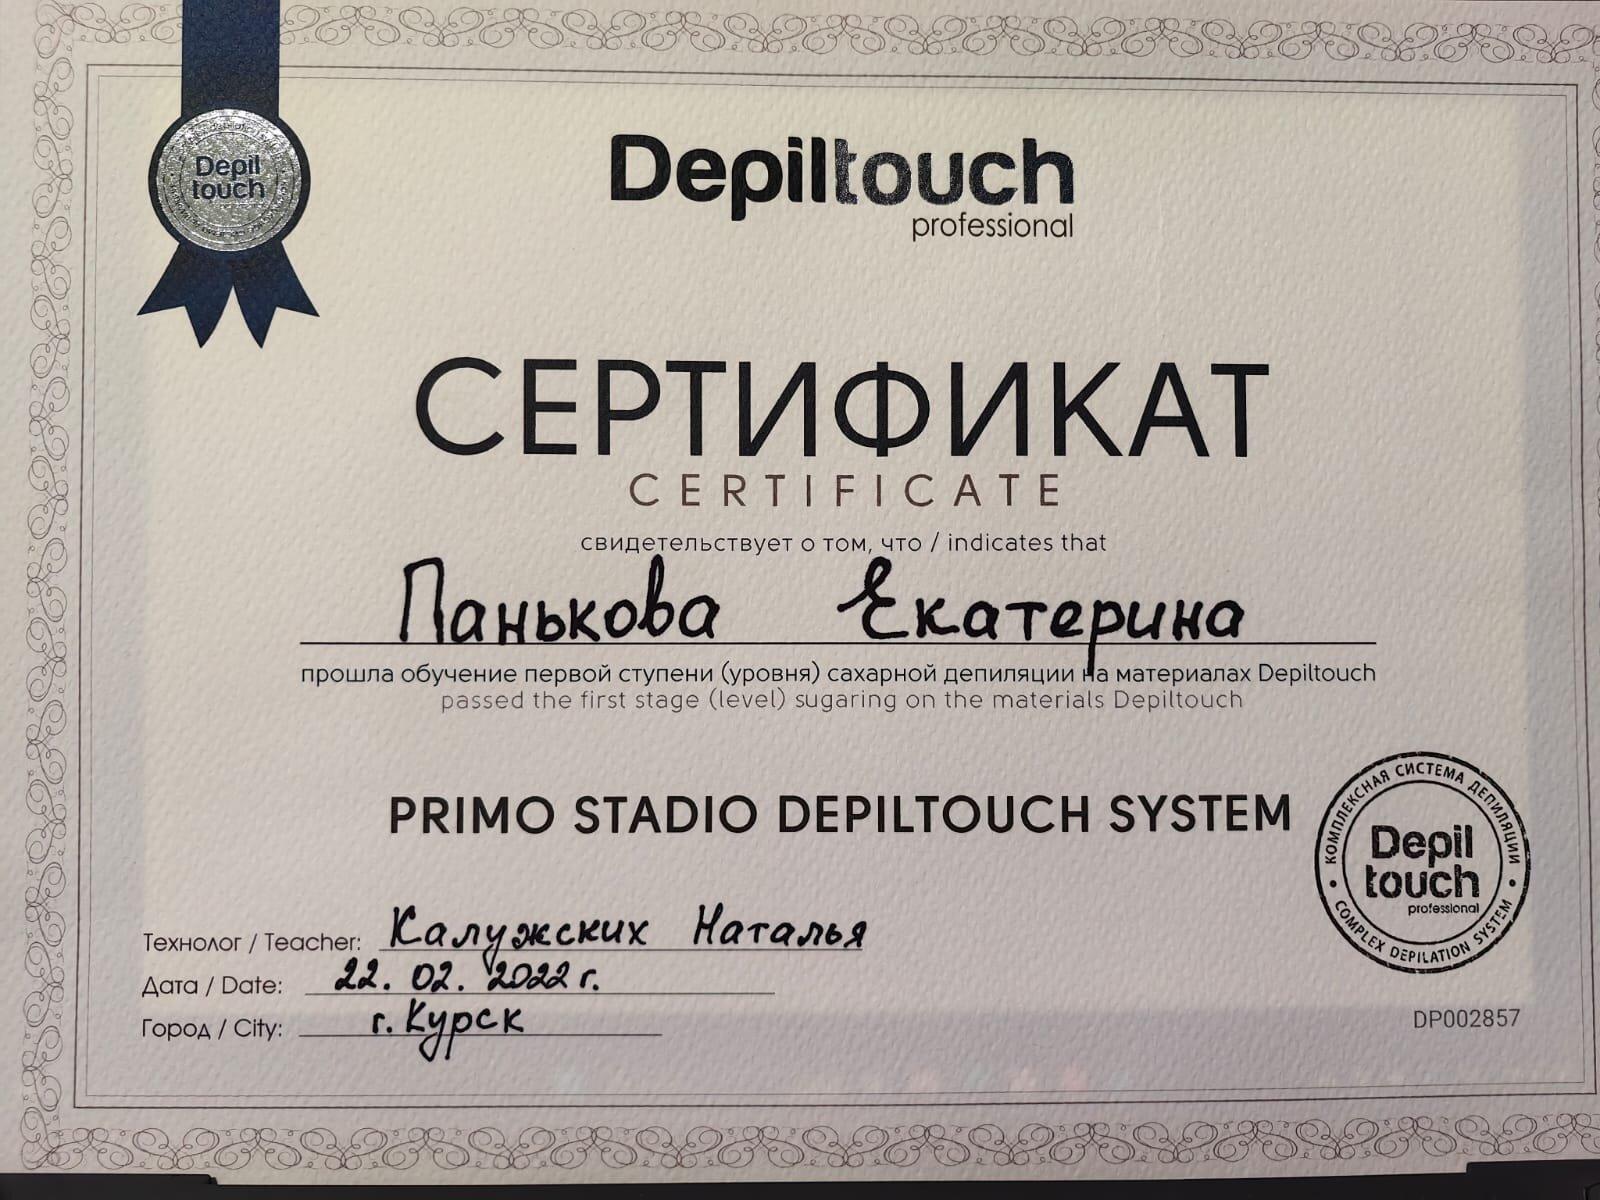 Depil
touch
Depiltouch
professional
СЕРТИФИКАТ
CERTIFICATE
свидетельствует о том, что / indicates that
Панькова Екатерина
прошла обучение первой ступени (уровня) сахарной депиляции на материалах Depiltouch
passed the first stage (level) sugaring on the materials Depiltouch
PRIMO STADIO DEPILTOUCH SYSTEM
КОМПЛЕКСНАЯ СИСТЕМА ДЕПИЛЯЦИИ
Depil
touch
professional
COMPLEX DEPILATION SYSTEM
Технолог / Teacher: Калужских Наталья
Дата / Date: 22. 02. 2022 г.
Город / City: г. Курск
DP002857